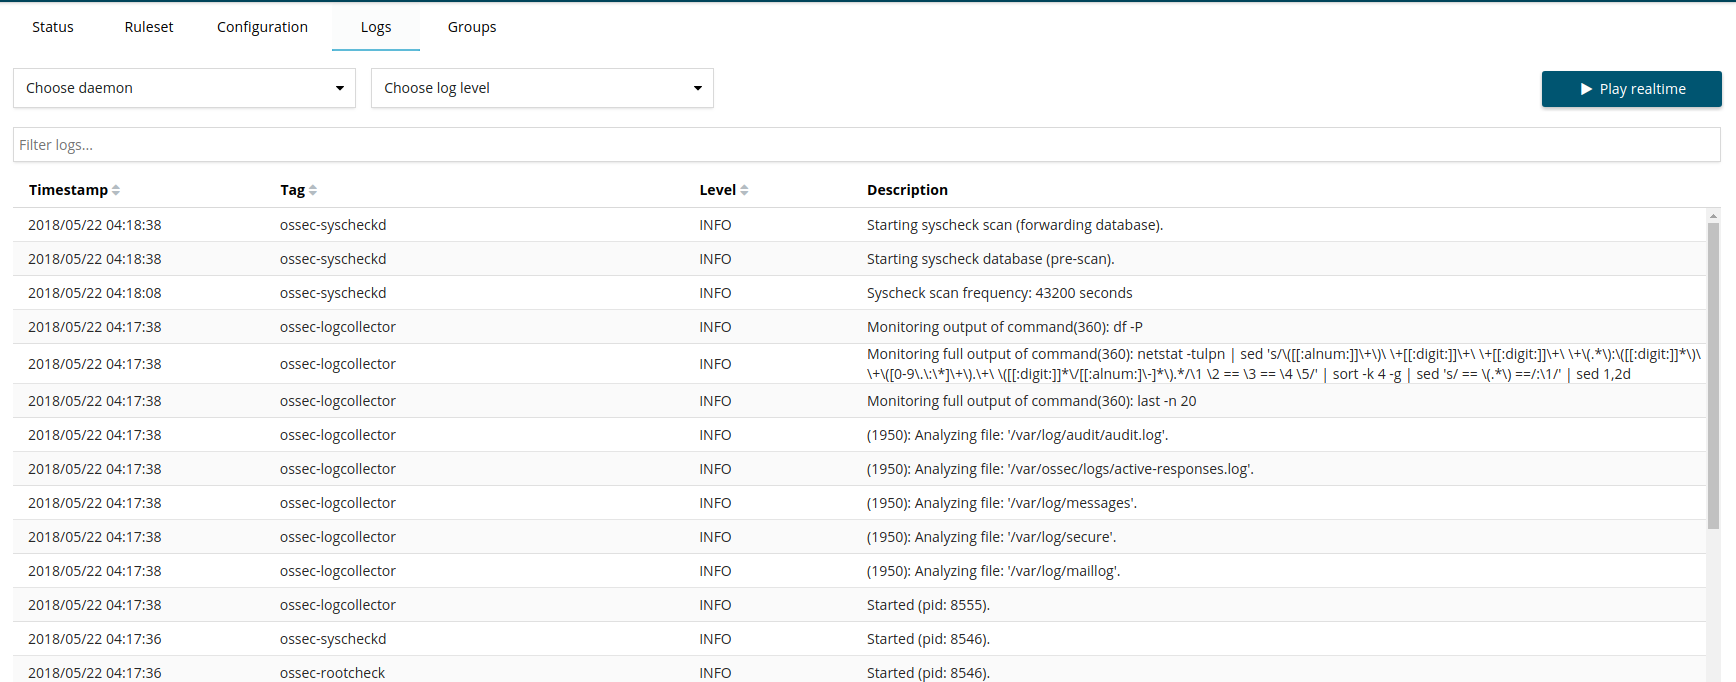 Status Ruleset Configuration Logs Groups
Choose daemon Choose log level Play realtime
Filter logs...
Timestamp Tag Level Description
2018/05/22 04:18:38 ossec-syscheckd INFO Starting syscheck scan (forwarding database).
2018/05/22 04:18:38 ossec-syscheckd INFO Starting syscheck database (pre-scan).
2018/05/22 04:18:08 ossec-syscheckd INFO Syscheck scan frequency: 43200 seconds
2018/05/22 04:17:38 ossec-logcollector INFO Monitoring output of command(360): df -P
2018/05/22 04:17:38 ossec-logcollector INFO Monitoring full output of command(360): netstat -tulpn | sed 's/\([[:alnum:]]\+\)\ \+[[:digit:]]\+\ \+[[:digit:]]\+\ \+\(.*\):\([[:digit:]]*\)\
\+\([0-9\.\:\*]\+\).\+\ \([[:digit:]]*\/[[:alnum:]\-]*\).*/\1 \2 == \3 == \4 \5/' | sort -k 4 -g | sed 's/ == \(.*\) ==/:\1/' | sed 1,2d
2018/05/22 04:17:38 ossec-logcollector INFO Monitoring full output of command(360): last -n 20
2018/05/22 04:17:38 ossec-logcollector INFO (1950): Analyzing file: '/var/log/audit/audit.log'.
2018/05/22 04:17:38 ossec-logcollector INFO (1950): Analyzing file: '/var/ossec/logs/active-responses.log'.
2018/05/22 04:17:38 ossec-logcollector INFO (1950): Analyzing file: '/var/log/messages'.
2018/05/22 04:17:38 ossec-logcollector INFO (1950): Analyzing file: '/var/log/secure'.
2018/05/22 04:17:38 ossec-logcollector INFO (1950): Analyzing file: '/var/log/maillog'.
2018/05/22 04:17:38 ossec-logcollector INFO Started (pid: 8555).
2018/05/22 04:17:36 ossec-syscheckd INFO Started (pid: 8546).
2018/05/22 04:17:36 ossec-rootcheck INFO Started (pid: 8546).